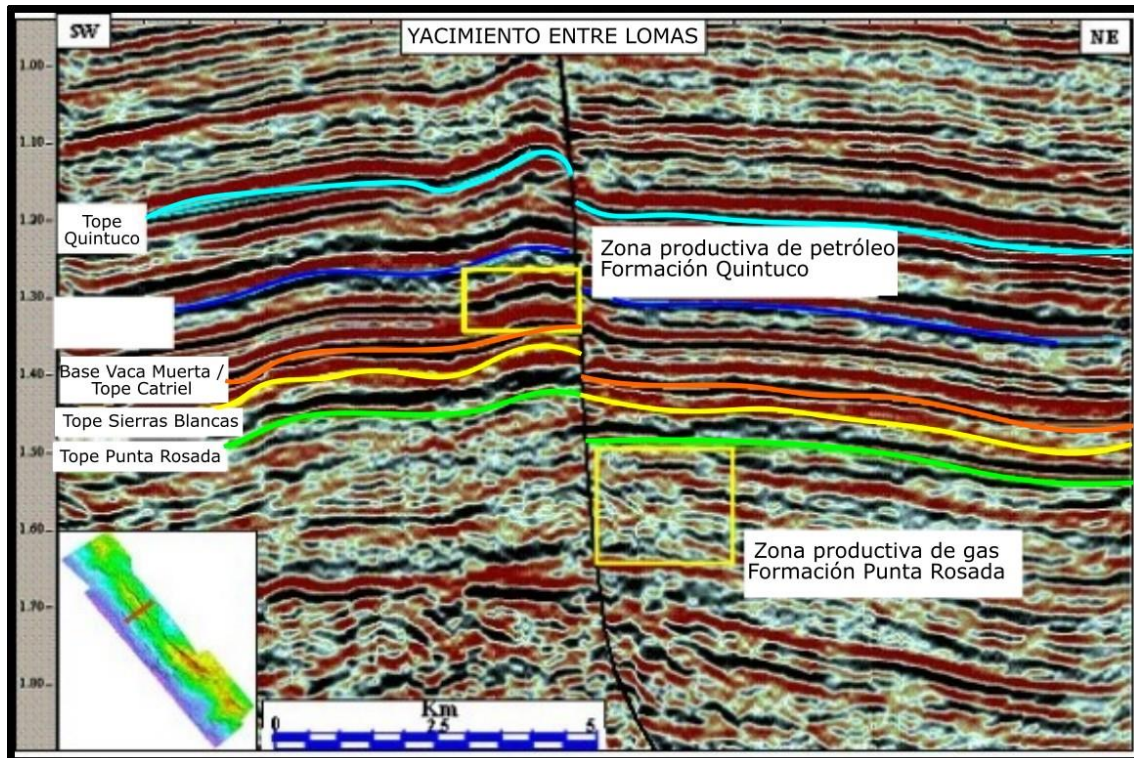 SW
YACIMIENTO ENTRE LOMAS
NE
1.00
1.10
1.20
1.30
1.40
1.50
1.60
1.70
1.80
1.90
Tope
Quintuco
Zona productiva de petróleo
Formación Quintuco
Base Vaca Muerta /
Tope Catriel
Tope Sierras Blancas
Tope Punta Rosada
Zona productiva de gas
Formación Punta Rosada
Km
0
2.5
5